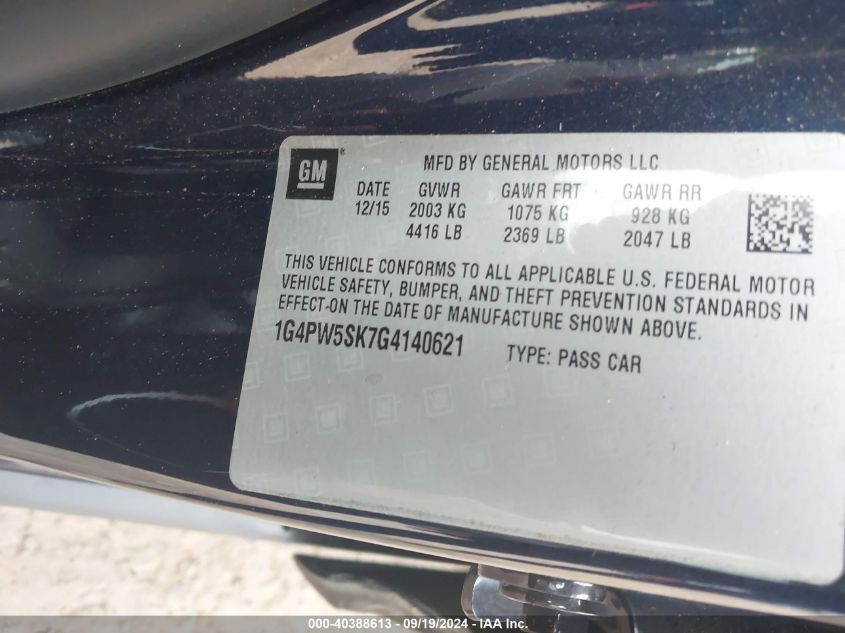 GM
MFD BY GENERAL MOTORS LLC
DATE GVWR GAWR FRT GAWR RR
12/15 2003 KG 1075 KG 928 KG
4416 LB 2369 LB 2047 LB
THIS VEHICLE CONFORMS TO ALL APPLICABLE U.S. FEDERAL MOTOR
VEHICLE SAFETY, BUMPER, AND THEFT PREVENTION STANDARDS IN
EFFECT ON THE DATE OF MANUFACTURE SHOWN ABOVE.
1G4PW5SK7G4140621 TYPE: PASS CAR
000-40388613 - 09/19/2024 - IAA Inc.